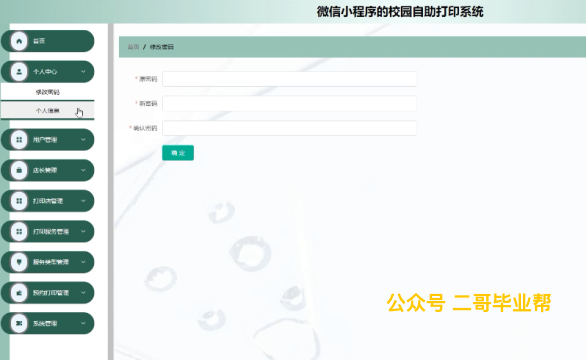 微信小程序的校园自助打印系统
首页
个人中心
修改密码
个人信息
用户管理
店长管理
打印店管理
打印服务管理
服务类型管理
预约打印管理
系统管理
首页 / 修改密码
* 原密码
* 新密码
* 确认密码
确 定
公众号 二哥毕业帮